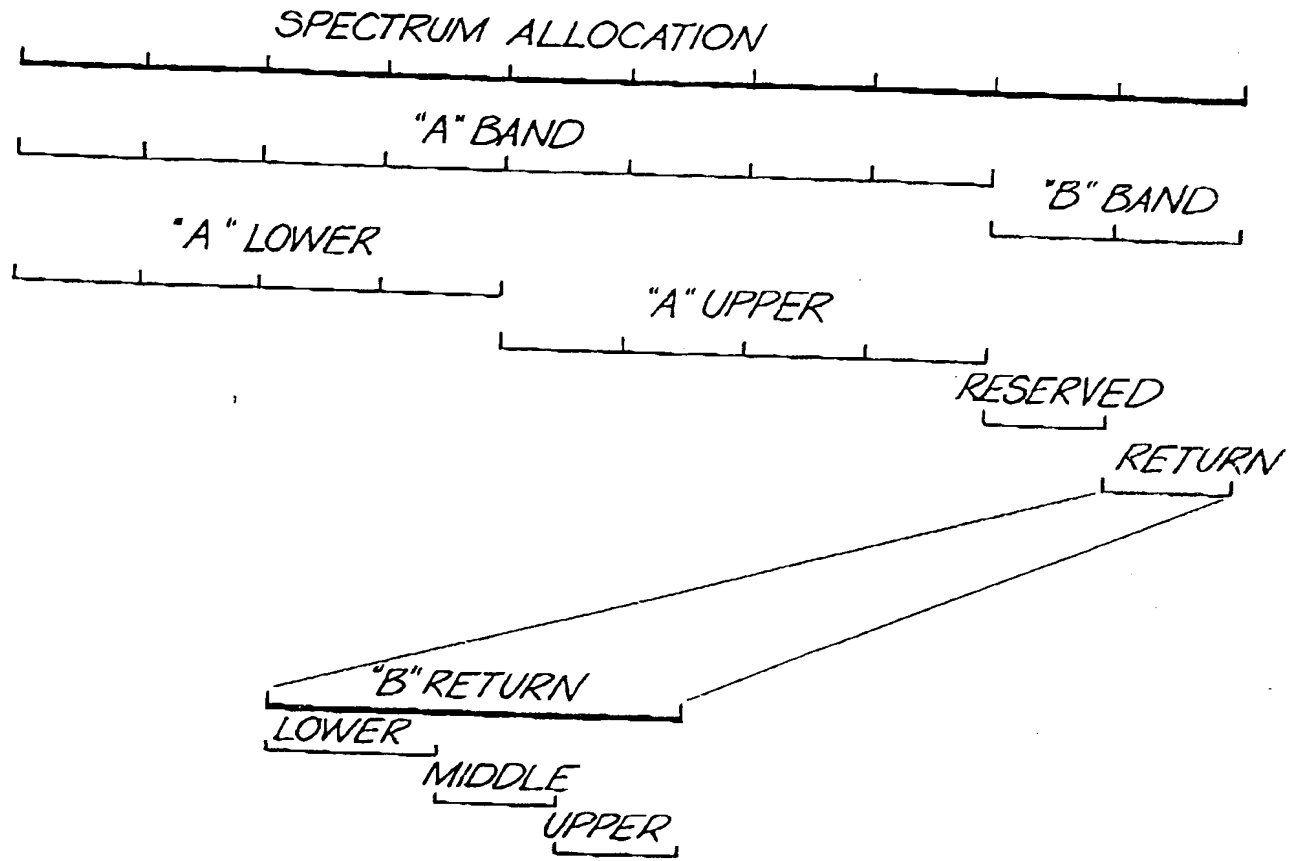 SPECTRUM ALLOCATION
"A" BAND
"B" BAND
"A" LOWER
"A" UPPER
RESERVED
RETURN
"B" RETURN
LOWER
MIDDLE
UPPER